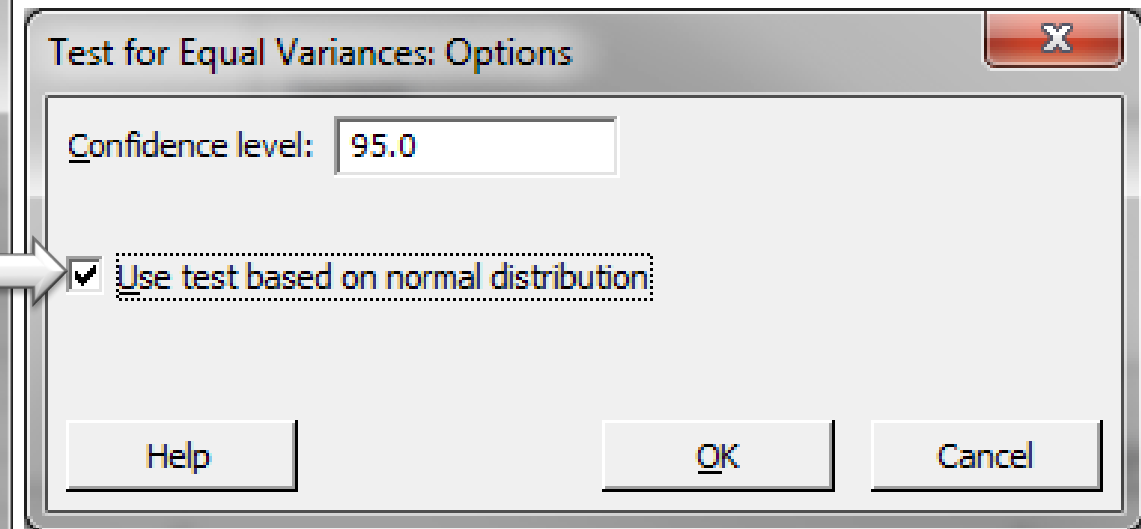 Test for Equal Variances: Options
Confidence level: 95.0
Use test based on normal distribution
Help OK Cancel